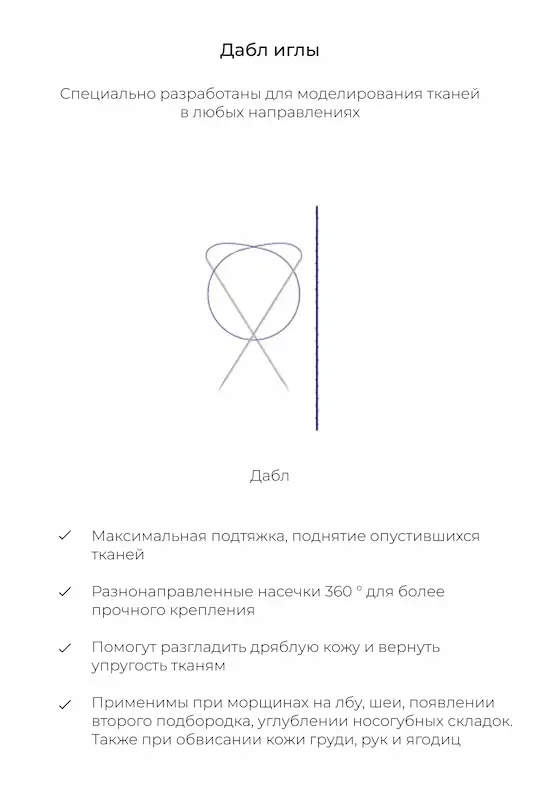 Дабл иглы
Специально разработаны для моделирования тканей
в любых направлениях
Дабл
Максимальная подтяжка, поднятие опустившихся
тканей
Разнонаправленные насечки 360 ° для более
прочного крепления
Помогут разгладить дряблую кожу и вернуть
упругость тканям
Применимы при морщинах на лбу, шеи, появлении
второго подбородка, углублении носогубных складок.
Также при обвисании кожи груди, рук и ягодиц